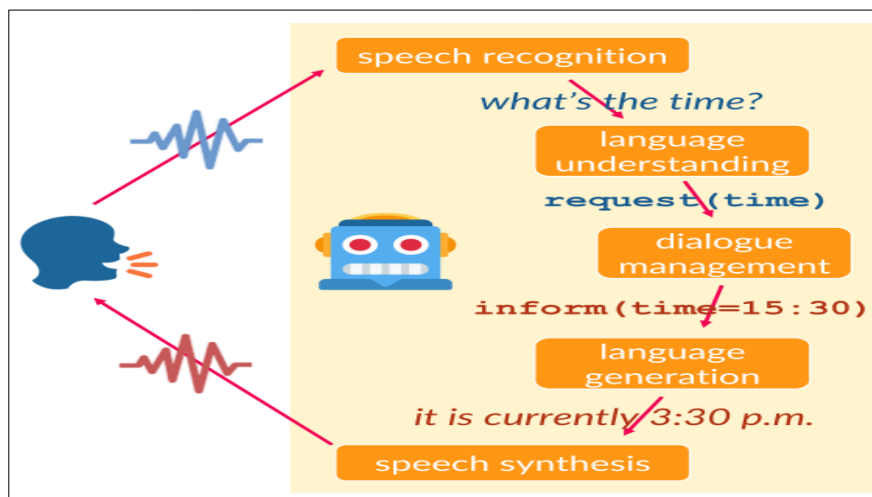 speech recognition
what's the time?
language
understanding
request(time)
dialogue
management
inform(time=15:30)
language
generation
it is currently 3:30 p.m.
speech synthesis